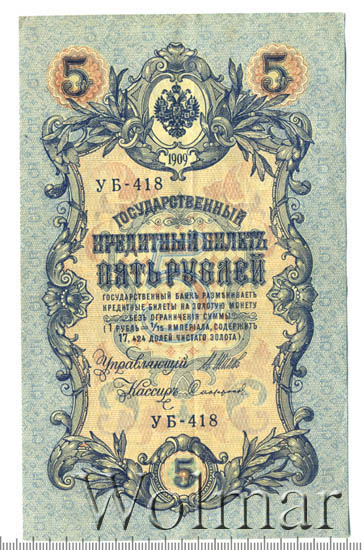 5 5
1909
УБ-418
ГОСУДАРСТВЕННЫЙ
КРЕДИТНЫЙ БИЛЕТЪ
ПЯТЬ РУБЛЕЙ
ГОСУДАРСТВЕННЫЙ БАНКЪ РАЗМѢНИВАЕТЪ
КРЕДИТНЫЕ БИЛЕТЫ НА ЗОЛОТУЮ МОНЕТУ
БЕЗЪ ОГРАНИЧЕНІЯ СУММЫ
(1 РУБЛЬ = 1/15 ИМПЕРІАЛА, СОДЕРЖИТЪ
17,424 ДОЛЕЙ ЧИСТАГО ЗОЛОТА)
Управляющій
Кассиръ
УБ-418
5
Wolmar